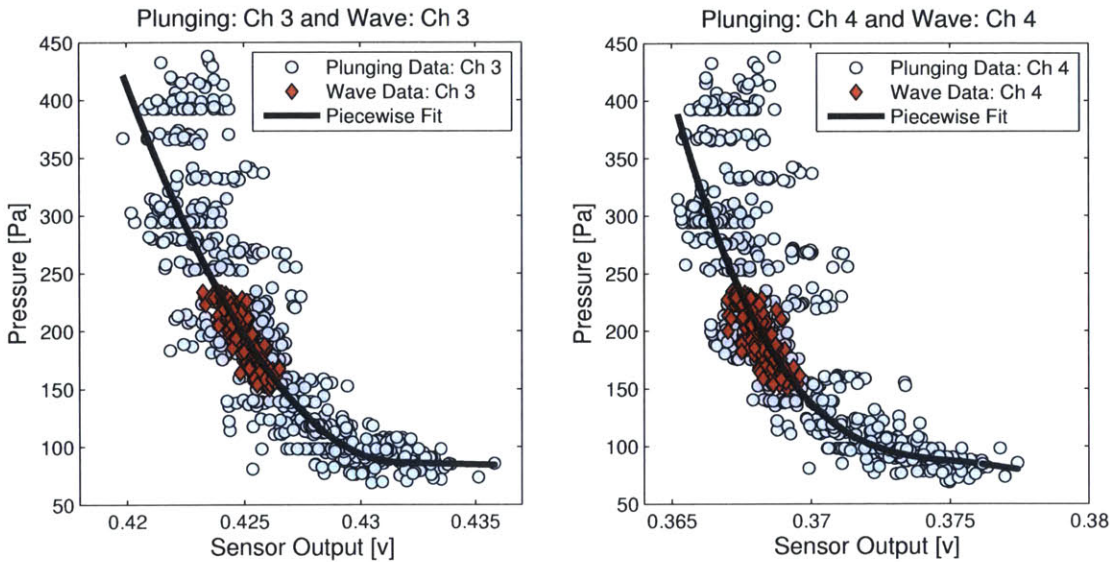 Plunging: Ch 3 and Wave: Ch 3
Plunging Data: Ch 3
Wave Data: Ch 3
Piecewise Fit
Pressure [Pa]
450
400
350
300
250
200
150
100
50
0.42
0.425
0.43
0.435
Sensor Output [v]
Plunging: Ch 4 and Wave: Ch 4
Plunging Data: Ch 4
Wave Data: Ch 4
Piecewise Fit
Pressure [Pa]
450
400
350
300
250
200
150
100
50
0.365
0.37
0.375
0.38
Sensor Output [v]